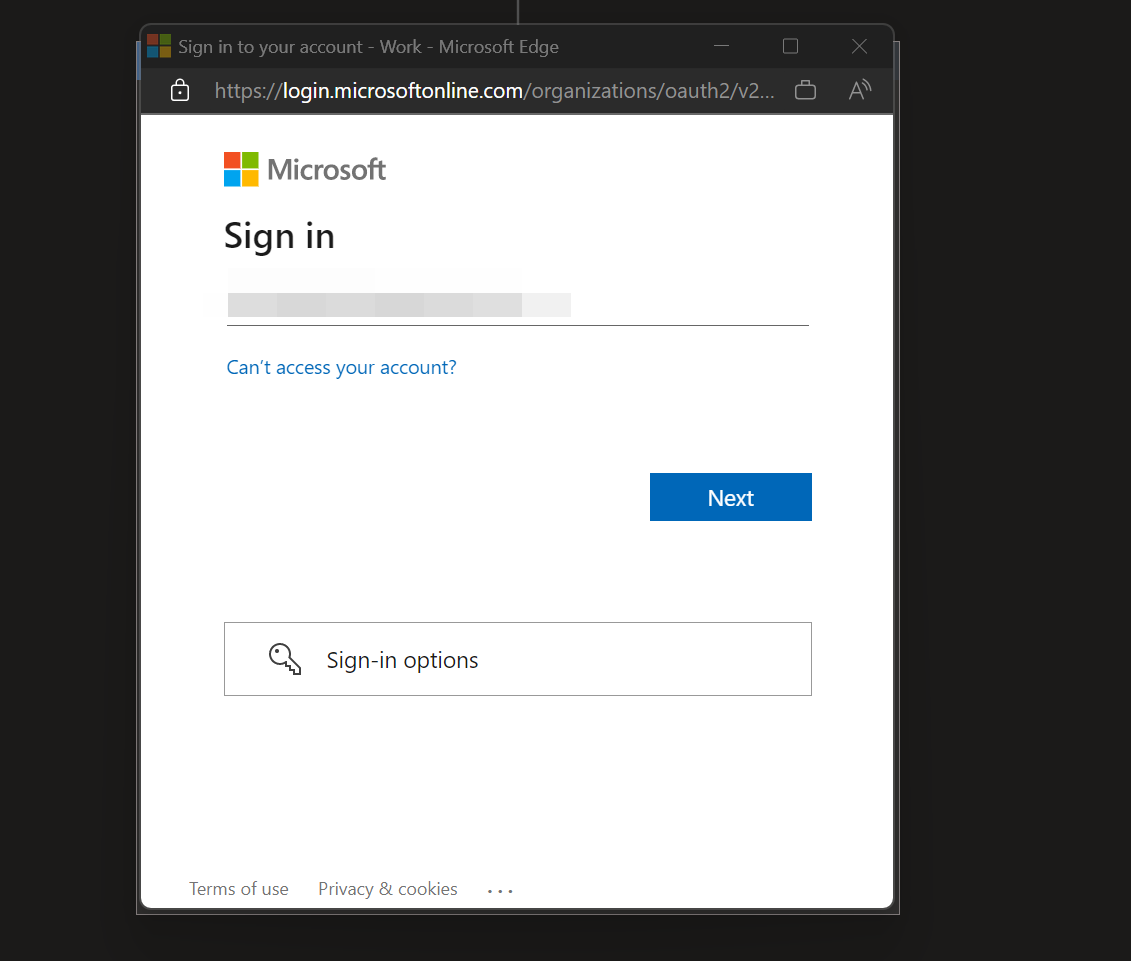 Sign in to your account - Work - Microsoft Edge
https://login.microsoftonline.com/organizations/oauth2/v2...
Microsoft
Sign in
Can't access your account?
Next
Sign-in options
Terms of use Privacy & cookies ...